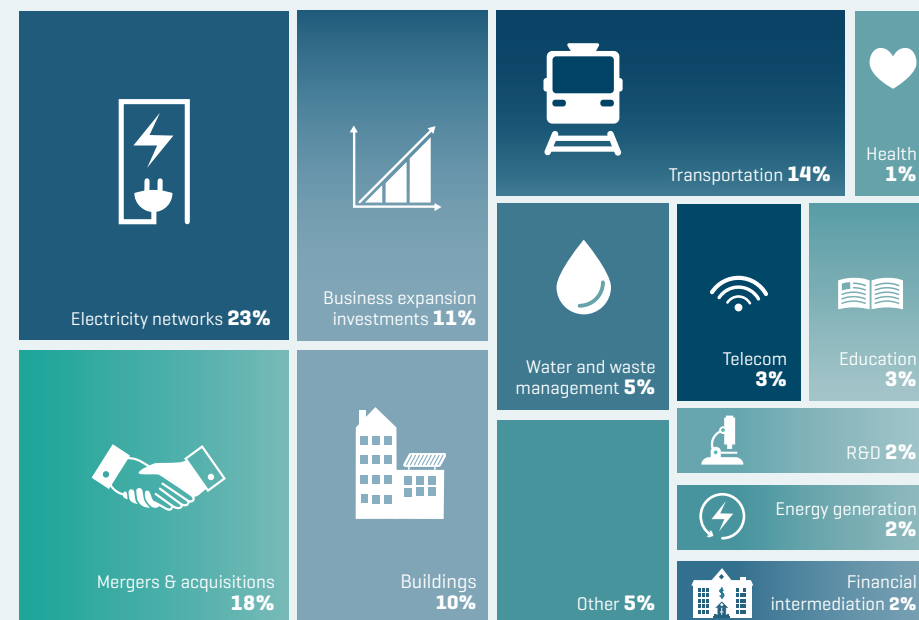 Electricity networks 23%
Business expansion
investments 11%
Transportation 14%
Health
1%
Water and waste
management 5%
Telecom
3%
Education
3%
Mergers & acquisitions
18%
Buildings
10%
Other 5%
R&D 2%
Energy generation
2%
Financial
intermediation 2%